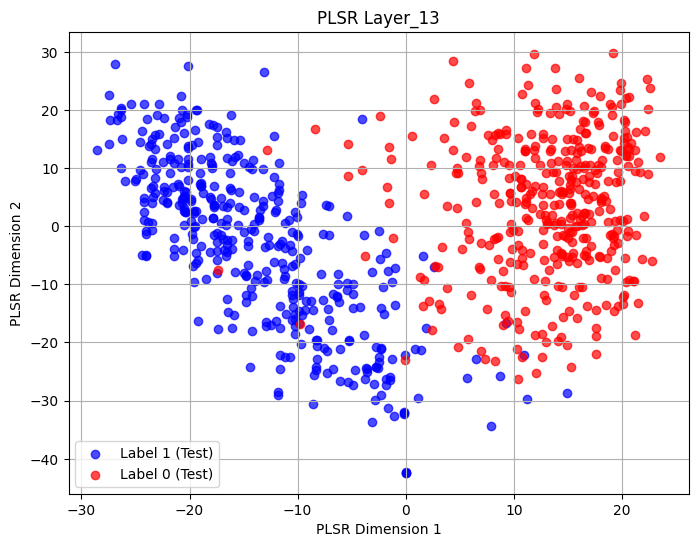 PLSR Layer_13
30
20
10
0
−10
−20
−30
−40
PLSR Dimension 2
Label 1 (Test)
Label 0 (Test)
−30
−20
−10
0
10
20
PLSR Dimension 1